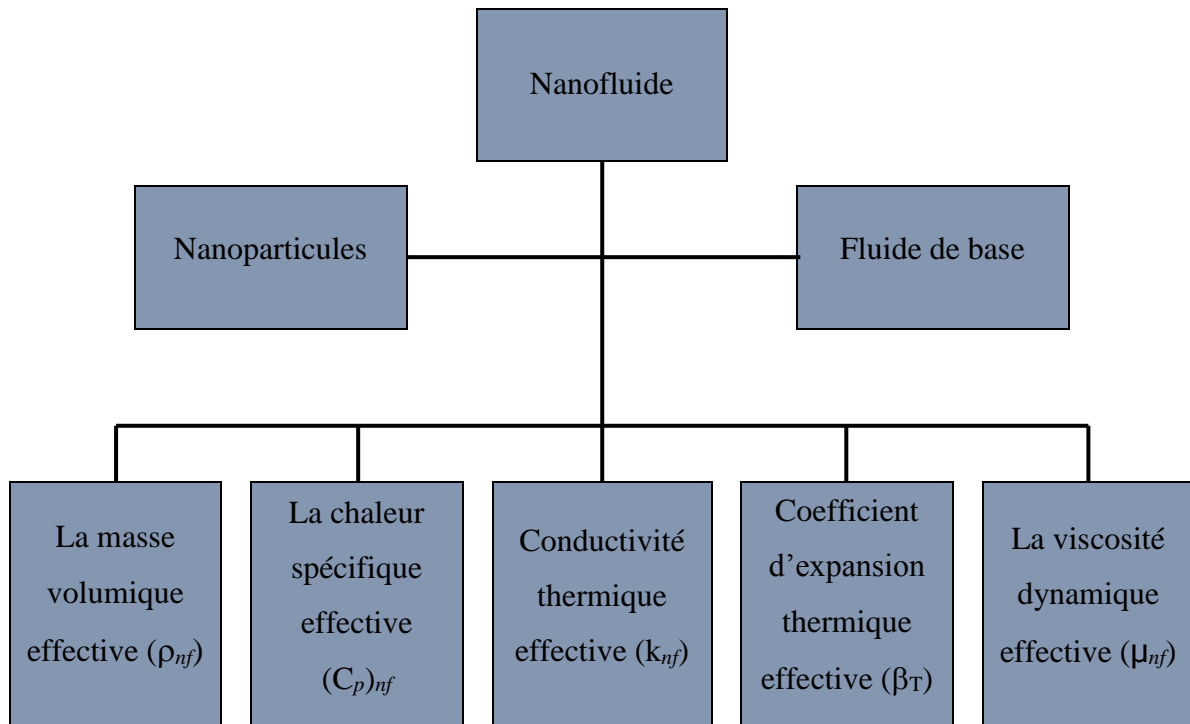 Nanofluide
Nanoparticules
Fluide de base
La masse
volumique
effective (ρnf)
La chaleur
spécifique
effective
(Cp)nf
Conductivité
thermique
effective (knf)
Coefficient
d’expansion
thermique
effective (βT)
La viscosité
dynamique
effective (μnf)